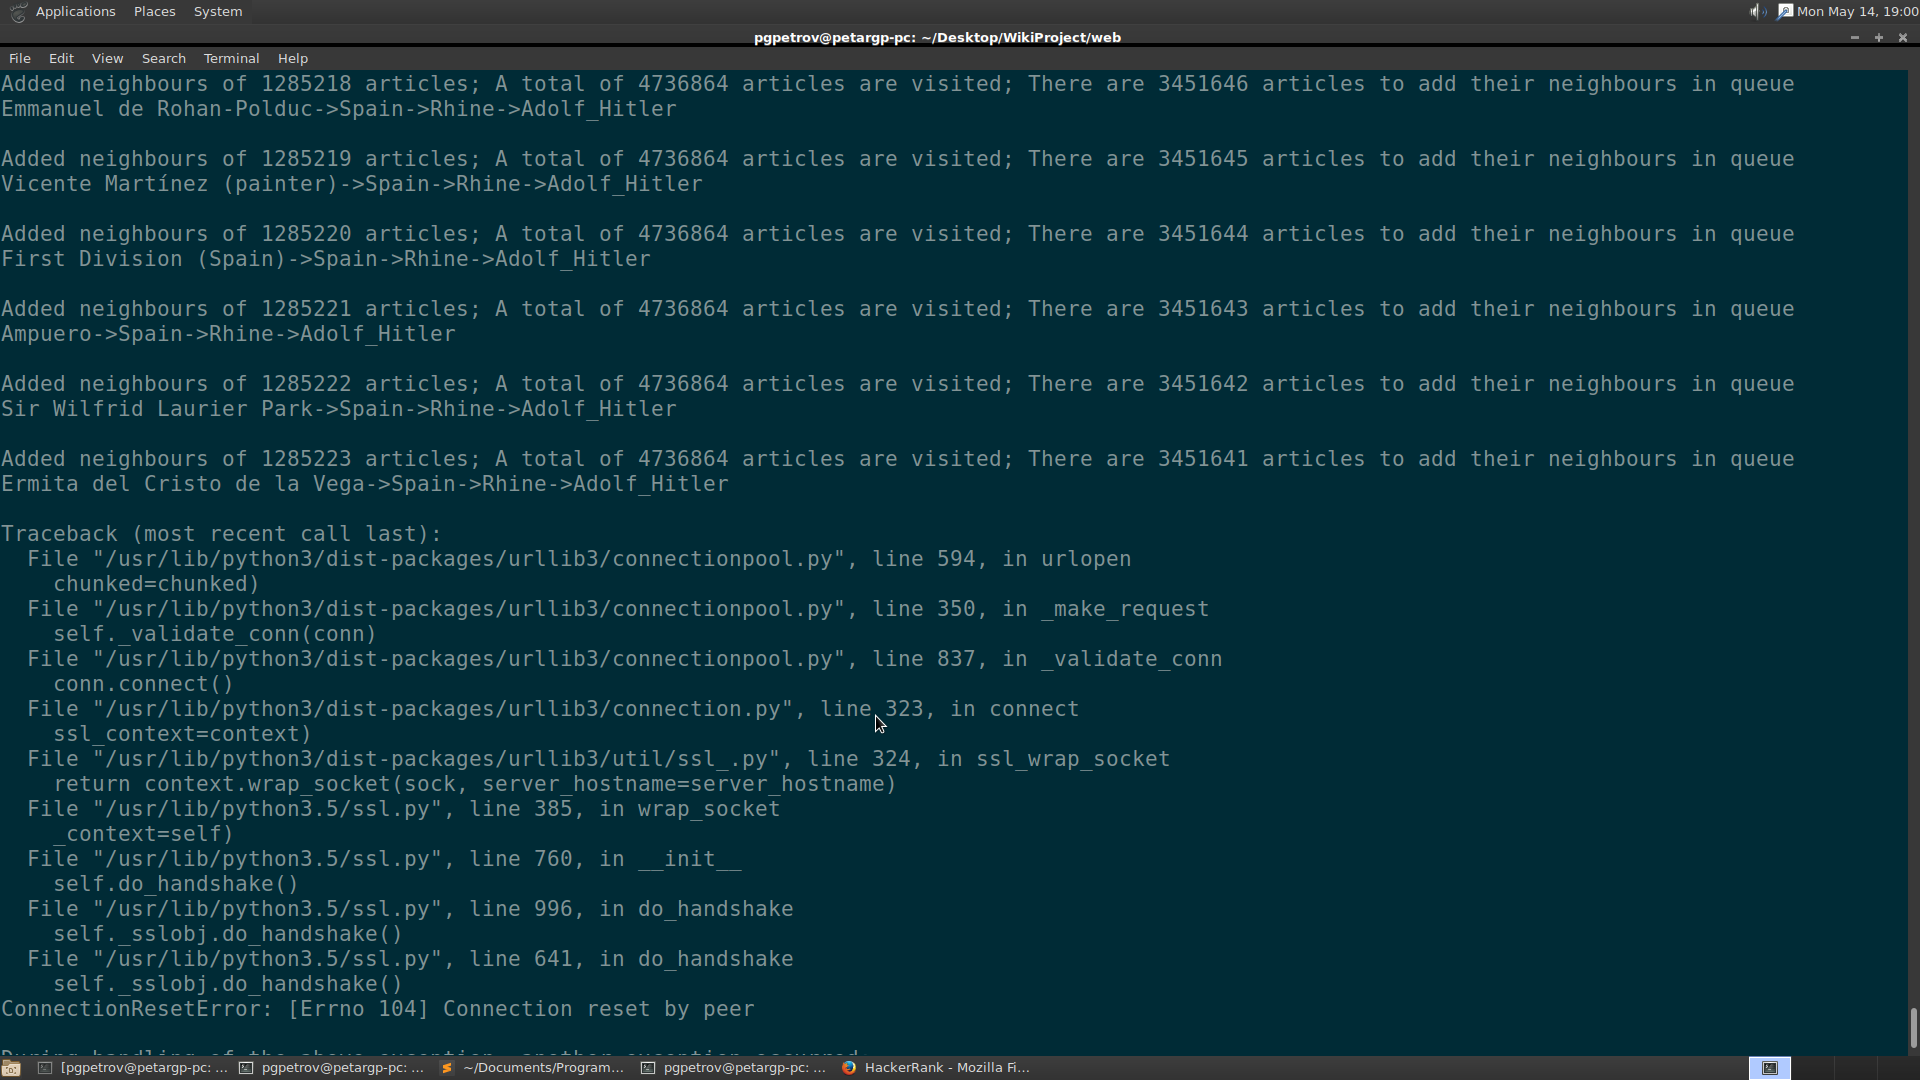 Applications Places System
Mon May 14, 19:00
pgpetrov@petargp-pc: ~/Desktop/WikiProject/web
File Edit View Search Terminal Help
Added neighbours of 1285218 articles; A total of 4736864 articles are visited; There are 3451646 articles to add their neighbours in queue
Emmanuel de Rohan-Polduc->Spain->Rhine->Adolf_Hitler
Added neighbours of 1285219 articles; A total of 4736864 articles are visited; There are 3451645 articles to add their neighbours in queue
Vicente Martínez (painter)->Spain->Rhine->Adolf_Hitler
Added neighbours of 1285220 articles; A total of 4736864 articles are visited; There are 3451644 articles to add their neighbours in queue
First Division (Spain)->Spain->Rhine->Adolf_Hitler
Added neighbours of 1285221 articles; A total of 4736864 articles are visited; There are 3451643 articles to add their neighbours in queue
Ampuero->Spain->Rhine->Adolf_Hitler
Added neighbours of 1285222 articles; A total of 4736864 articles are visited; There are 3451642 articles to add their neighbours in queue
Sir Wilfrid Laurier Park->Spain->Rhine->Adolf_Hitler
Added neighbours of 1285223 articles; A total of 4736864 articles are visited; There are 3451641 articles to add their neighbours in queue
Ermita del Cristo de la Vega->Spain->Rhine->Adolf_Hitler
Traceback (most recent call last):
  File "/usr/lib/python3/dist-packages/urllib3/connectionpool.py", line 594, in urlopen
    chunked=chunked)
  File "/usr/lib/python3/dist-packages/urllib3/connectionpool.py", line 350, in _make_request
    self._validate_conn(conn)
  File "/usr/lib/python3/dist-packages/urllib3/connectionpool.py", line 837, in _validate_conn
    conn.connect()
  File "/usr/lib/python3/dist-packages/urllib3/connection.py", line 323, in connect
    ssl_context=context)
  File "/usr/lib/python3/dist-packages/urllib3/util/ssl_.py", line 324, in ssl_wrap_socket
    return context.wrap_socket(sock, server_hostname=server_hostname)
  File "/usr/lib/python3.5/ssl.py", line 385, in wrap_socket
    _context=self)
  File "/usr/lib/python3.5/ssl.py", line 760, in __init__
    self.do_handshake()
  File "/usr/lib/python3.5/ssl.py", line 996, in do_handshake
    self._sslobj.do_handshake()
  File "/usr/lib/python3.5/ssl.py", line 641, in do_handshake
    self._sslobj.do_handshake()
ConnectionResetError: [Errno 104] Connection reset by peer
During handling of the above exception, another exception occurred:
[pgpetrov@petargp-pc: ... pgpetrov@petargp-pc: ... ~/Documents/Program... pgpetrov@petargp-pc: ... HackerRank - Mozilla Fi...